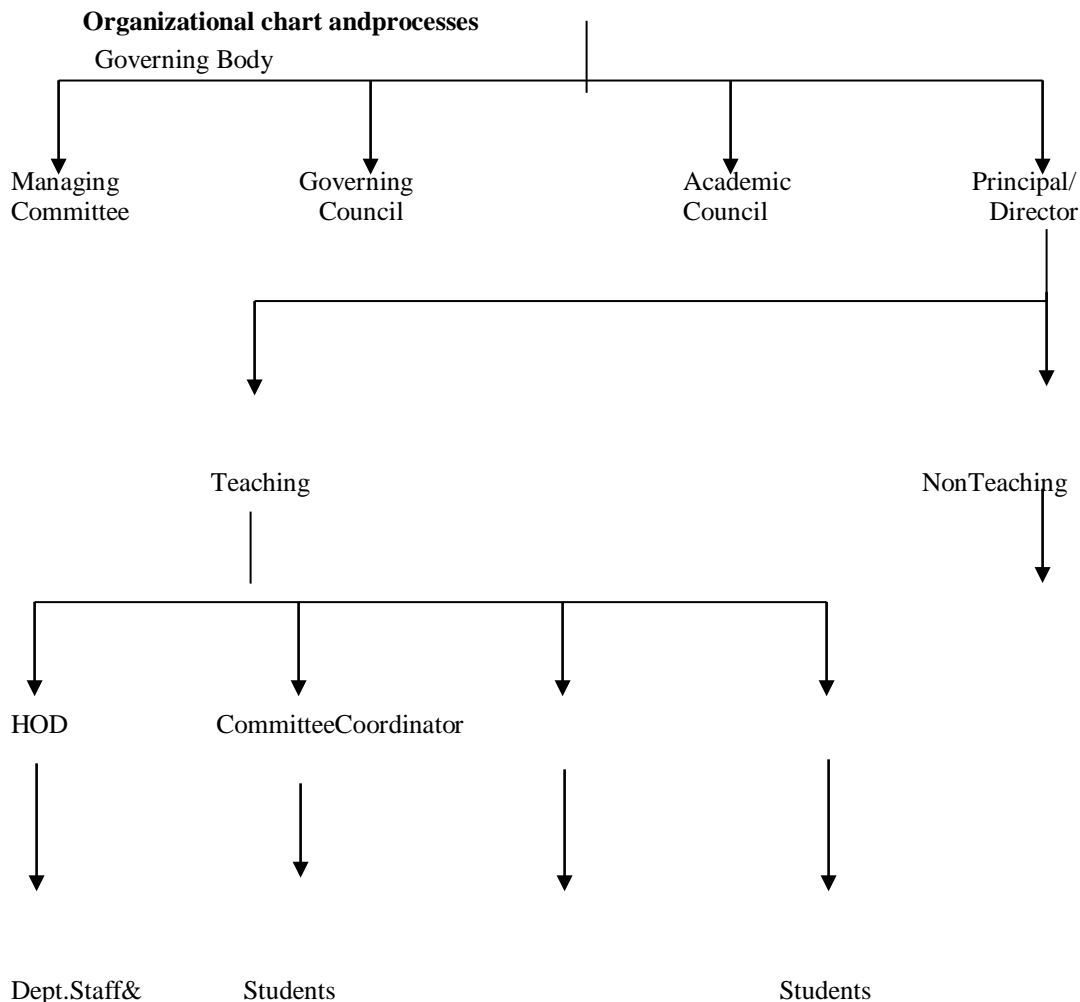 Organizational chart andprocesses
Governing Body
Managing Committee
Governing Council
Academic Council
Principal/ Director
Teaching
NonTeaching
HOD
CommitteeCoordinator
Dept.Staff&
Students
Students